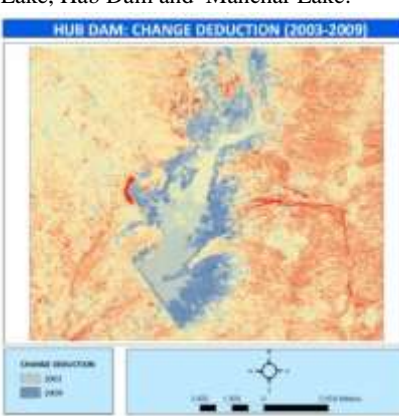 Lake, Hub Dam and Manchar Lake.
HUB DAM: CHANGE DEDUCTION (2003-2009)
CHANGE DEDUCTION
2003
2009